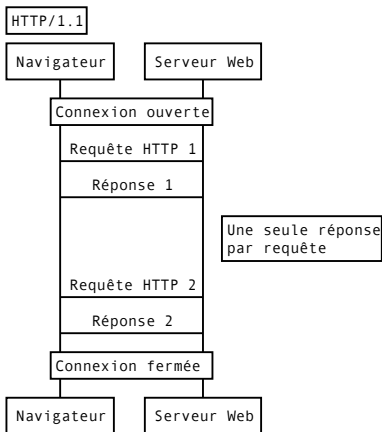 HTTP/1.1
Navigateur
Serveur Web
Connexion ouverte
Requête HTTP 1
Réponse 1
Une seule réponse
par requête
Requête HTTP 2
Réponse 2
Connexion fermée
Navigateur
Serveur Web